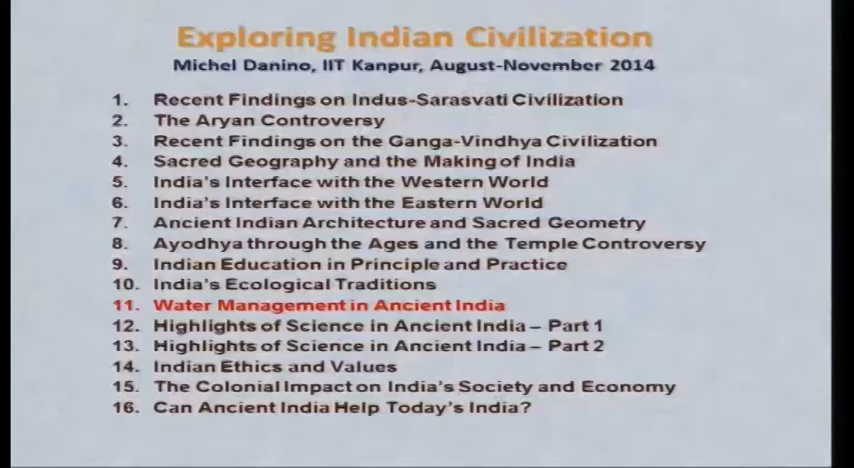 Exploring Indian Civilization
Michel Danino, IIT Kanpur, August-November 2014
1. Recent Findings on Indus-Sarasvati Civilization
2. The Aryan Controversy
3. Recent Findings on the Ganga-Vindhya Civilization
4. Sacred Geography and the Making of India
5. India's Interface with the Western World
6. India's Interface with the Eastern World
7. Ancient Indian Architecture and Sacred Geometry
8. Ayodhya through the Ages and the Temple Controversy
9. Indian Education in Principle and Practice
10. India's Ecological Traditions
11. Water Management in Ancient India
12. Highlights of Science in Ancient India – Part 1
13. Highlights of Science in Ancient India – Part 2
14. Indian Ethics and Values
15. The Colonial Impact on India's Society and Economy
16. Can Ancient India Help Today's India?